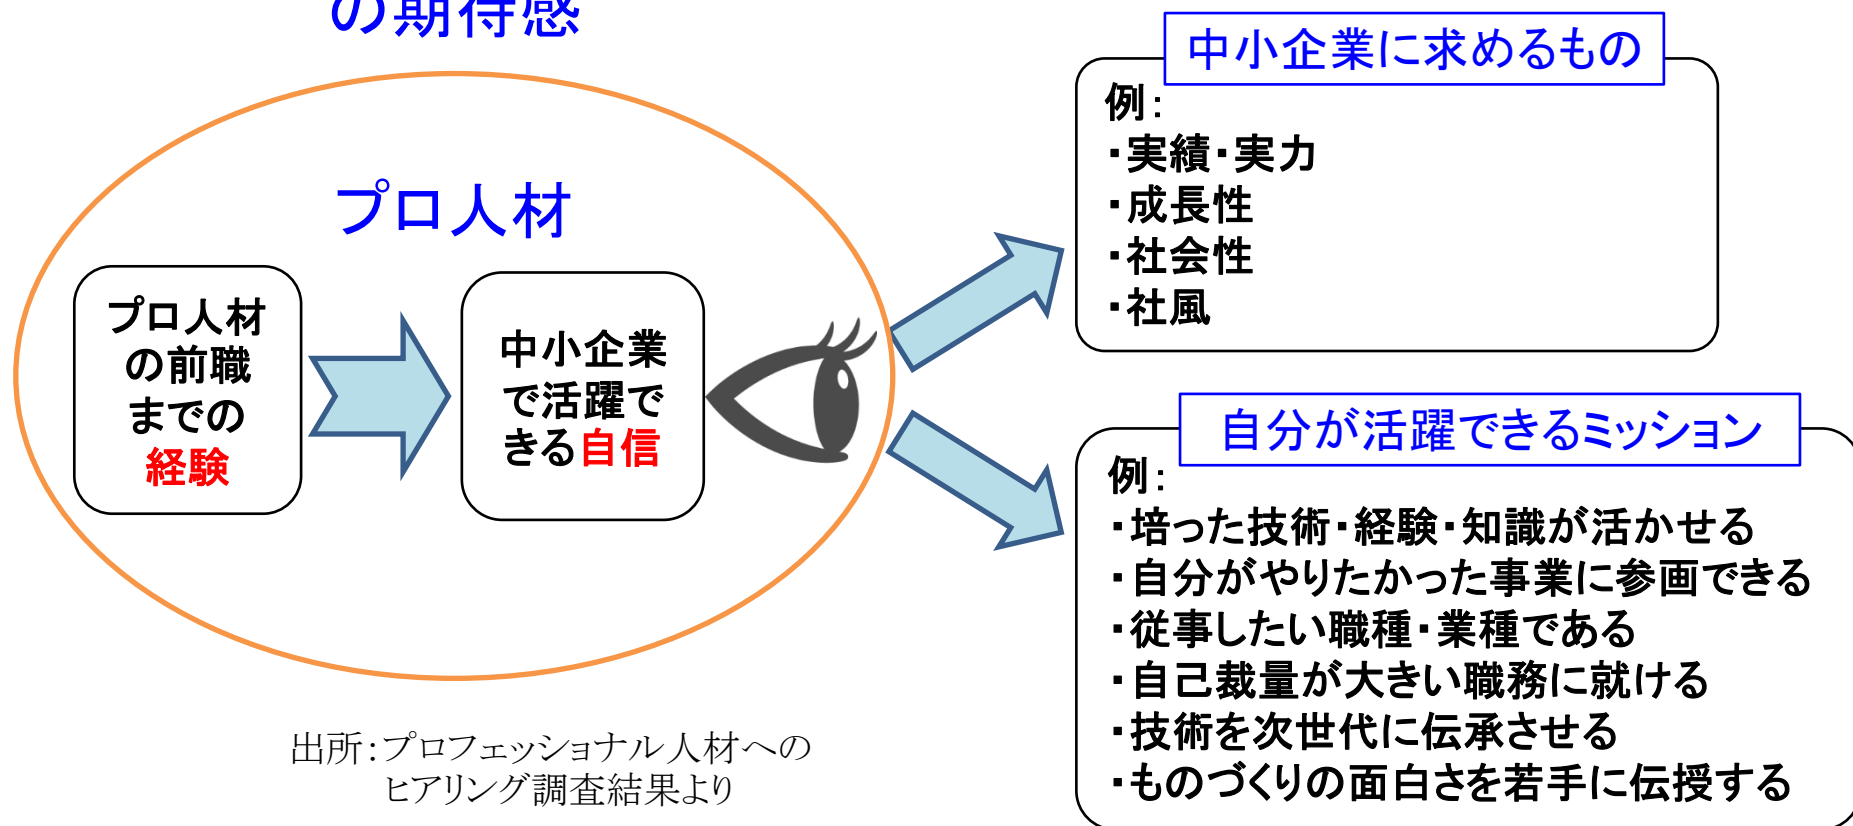 の期待感
プロ人材
プロ人材
の前職
までの
経験
中小企業
で活躍で
きる自信
中小企業に求めるもの
例：
・実績・実力
・成長性
・社会性
・社風
自分が活躍できるミッション
例：
・培った技術・経験・知識が活かせる
・自分がやりたかった事業に参画できる
・従事したい職種・業種である
・自己裁量が大きい職務に就ける
・技術を次世代に伝承させる
・ものづくりの面白さを若手に伝授する
出所：プロフェッショナル人材への
ヒアリング調査結果より